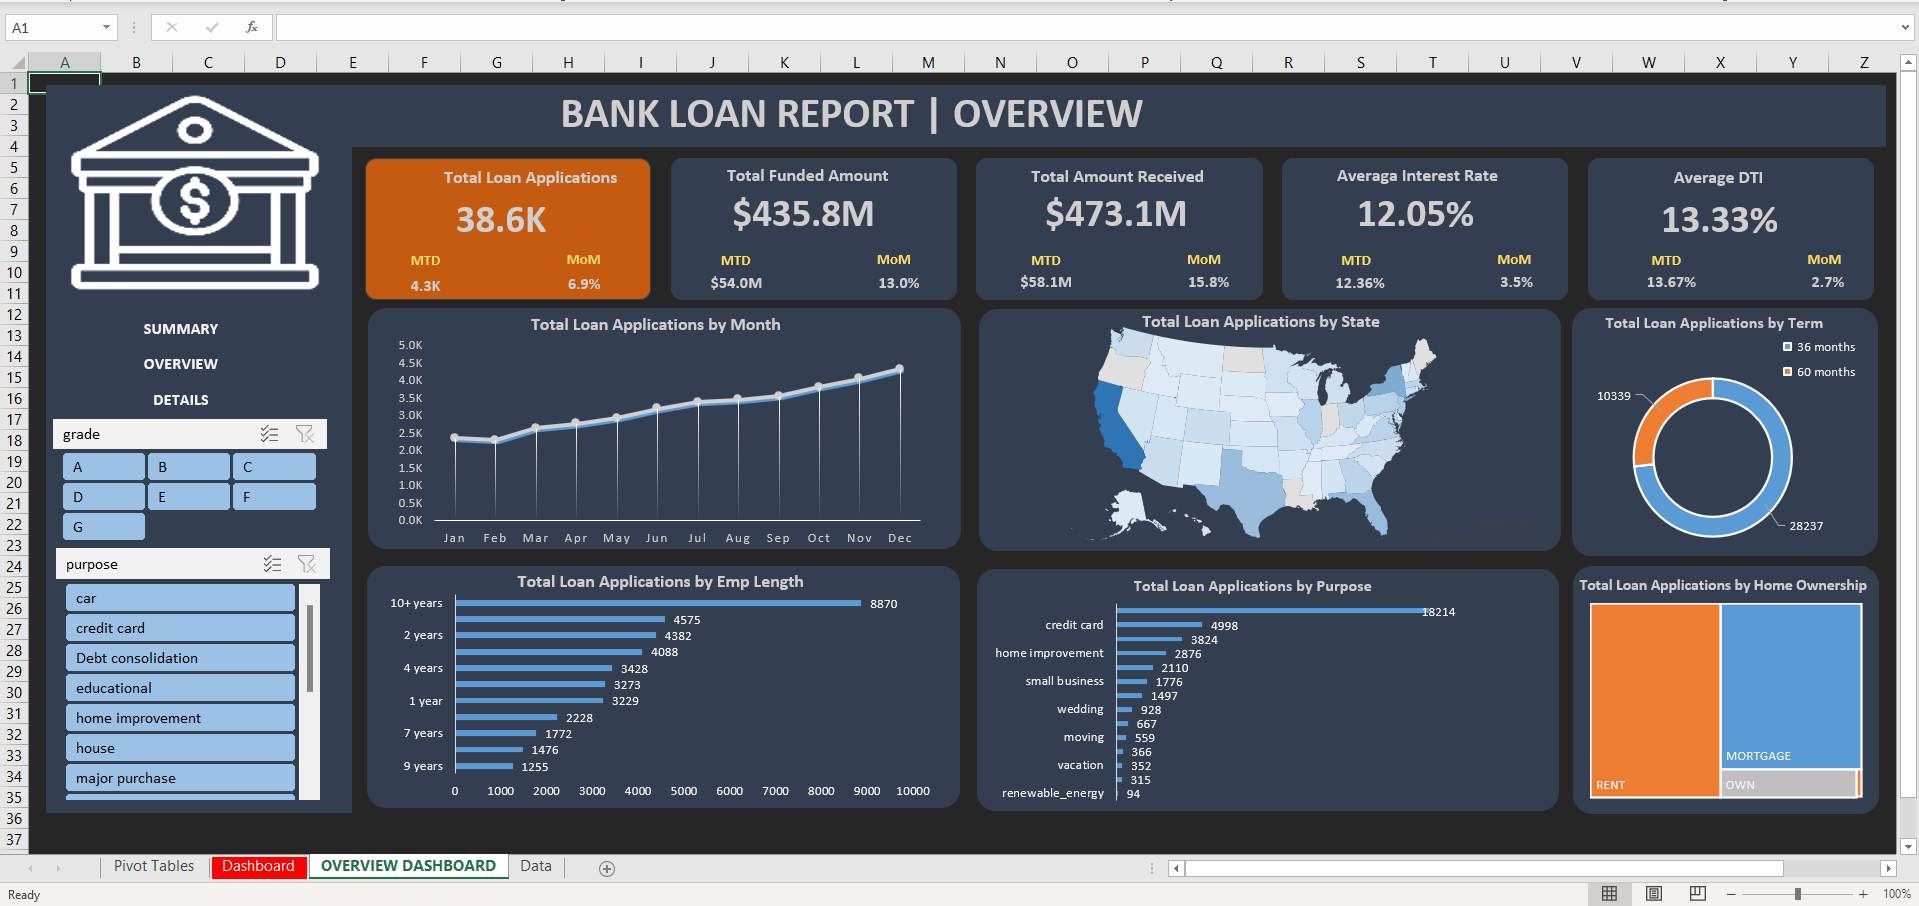 A1
fx
A B C D E F G H I J K L M N O P Q R S T U V W X Y Z
1
2
3
4
5
6
7
8
9
10
11
12
13
14
15
16
17
18
19
20
21
22
23
24
25
26
27
28
29
30
31
32
33
34
35
36
37
BANK LOAN REPORT | OVERVIEW
SUMMARY
OVERVIEW
DETAILS
grade
A B C
D E F
G
purpose
car
credit card
Debt consolidation
educational
home improvement
house
major purchase
Total Loan Applications
38.6K
MTD MoM
4.3K 6.9%
Total Funded Amount
$435.8M
MTD MoM
$54.0M 13.0%
Total Amount Received
$473.1M
MTD MoM
$58.1M 15.8%
Averaga Interest Rate
12.05%
MTD MoM
12.36% 3.5%
Average DTI
13.33%
MTD MoM
13.67% 2.7%
Total Loan Applications by Month
5.0K
4.5K
4.0K
3.5K
3.0K
2.5K
2.0K
1.5K
1.0K
0.5K
0.0K
Jan Feb Mar Apr May Jun Jul Aug Sep Oct Nov Dec
Total Loan Applications by State
Total Loan Applications by Term
36 months
60 months
10339
28237
Total Loan Applications by Emp Length
10+ years 8870
4575
2 years 4382
4088
4 years 3428
3273
1 year 3229
2228
7 years 1772
1476
9 years 1255
0 1000 2000 3000 4000 5000 6000 7000 8000 9000 10000
Total Loan Applications by Purpose
18214
credit card 4998
3824
home improvement 2876
2110
small business 1776
1497
wedding 928
667
moving 559
366
vacation 352
315
renewable_energy 94
Total Loan Applications by Home Ownership
MORTGAGE
RENT
OWN
Pivot Tables Dashboard OVERVIEW DASHBOARD Data
Ready
100%